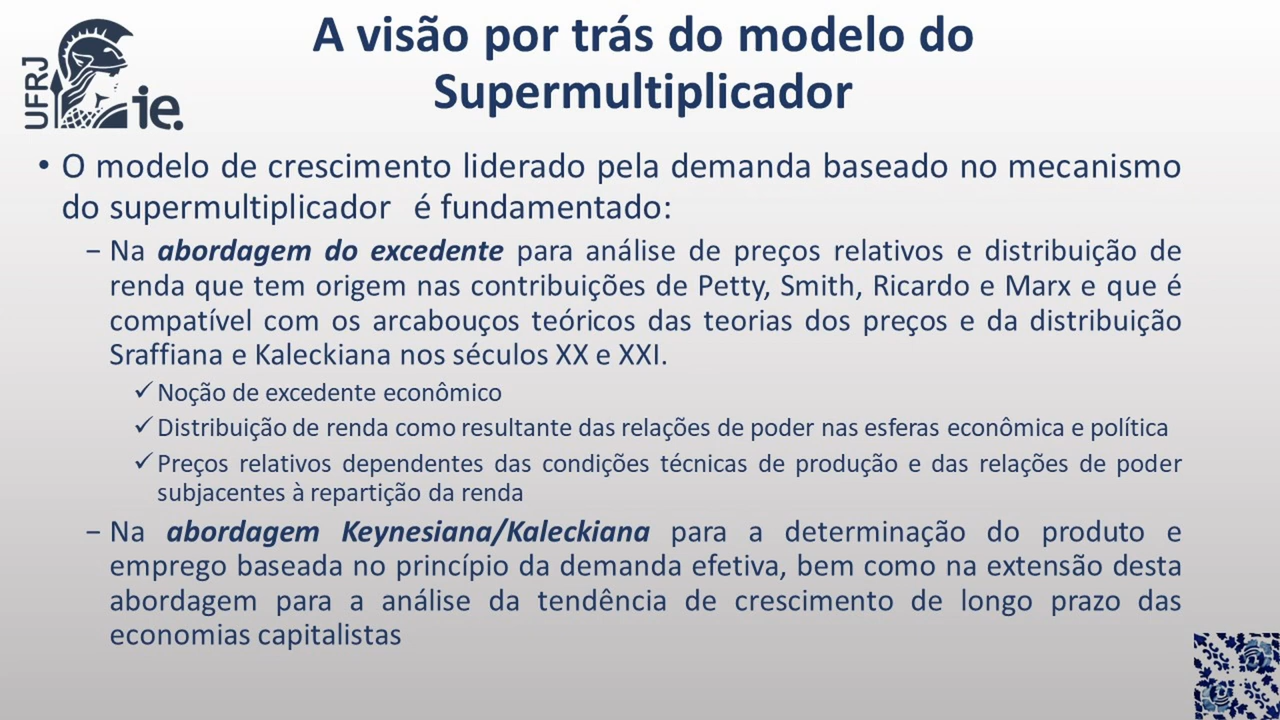 A visão por trás do modelo do
Supermultiplicador
UFRJ
ie.
• O modelo de crescimento liderado pela demanda baseado no mecanismo
do supermultiplicador é fundamentado:
– Na abordagem do excedente para análise de preços relativos e distribuição de
renda que tem origem nas contribuições de Petty, Smith, Ricardo e Marx e que é
compatível com os arcabouços teóricos das teorias dos preços e da distribuição
Sraffiana e Kaleckiana nos séculos XX e XXI.
✓ Noção de excedente econômico
✓ Distribuição de renda como resultante das relações de poder nas esferas econômica e política
✓ Preços relativos dependentes das condições técnicas de produção e das relações de poder
subjacentes à repartição da renda
– Na abordagem Keynesiana/Kaleckiana para a determinação do produto e
emprego baseada no princípio da demanda efetiva, bem como na extensão desta
abordagem para a análise da tendência de crescimento de longo prazo das
economias capitalistas